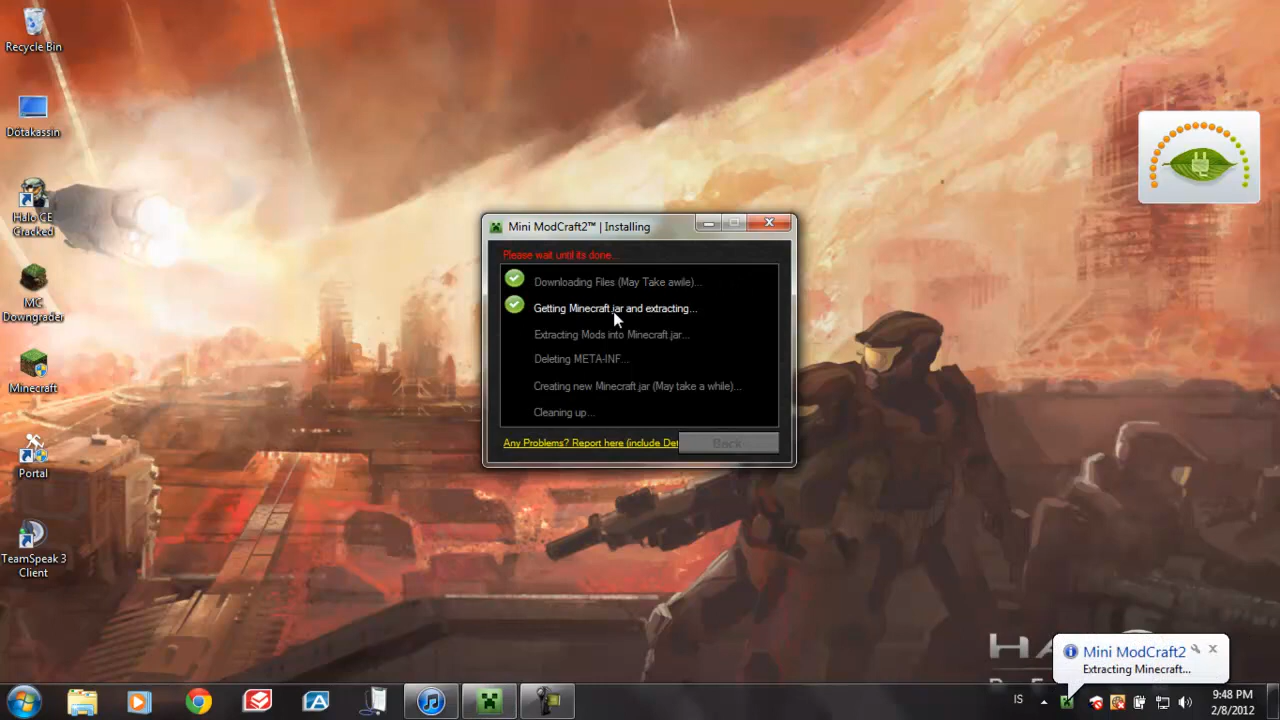 Recycle Bin
Dótakassin
Halo CE
Cracked
MC
Downgrader
Minecraft
Portal
TeamSpeak 3
Client
Mini ModCraft2™ | Installing
Please wait until its done...
Downloading Files (May Take awile)...
Getting Minecraft.jar and extracting...
Extracting Mods into Minecraft.jar...
Deleting META-INF...
Creating new Minecraft.jar (May take a while)...
Cleaning up...
Any Problems? Report here (include Det
Back
Mini ModCraft2
Extracting Minecraft...
IS
9:48 PM
2/8/2012